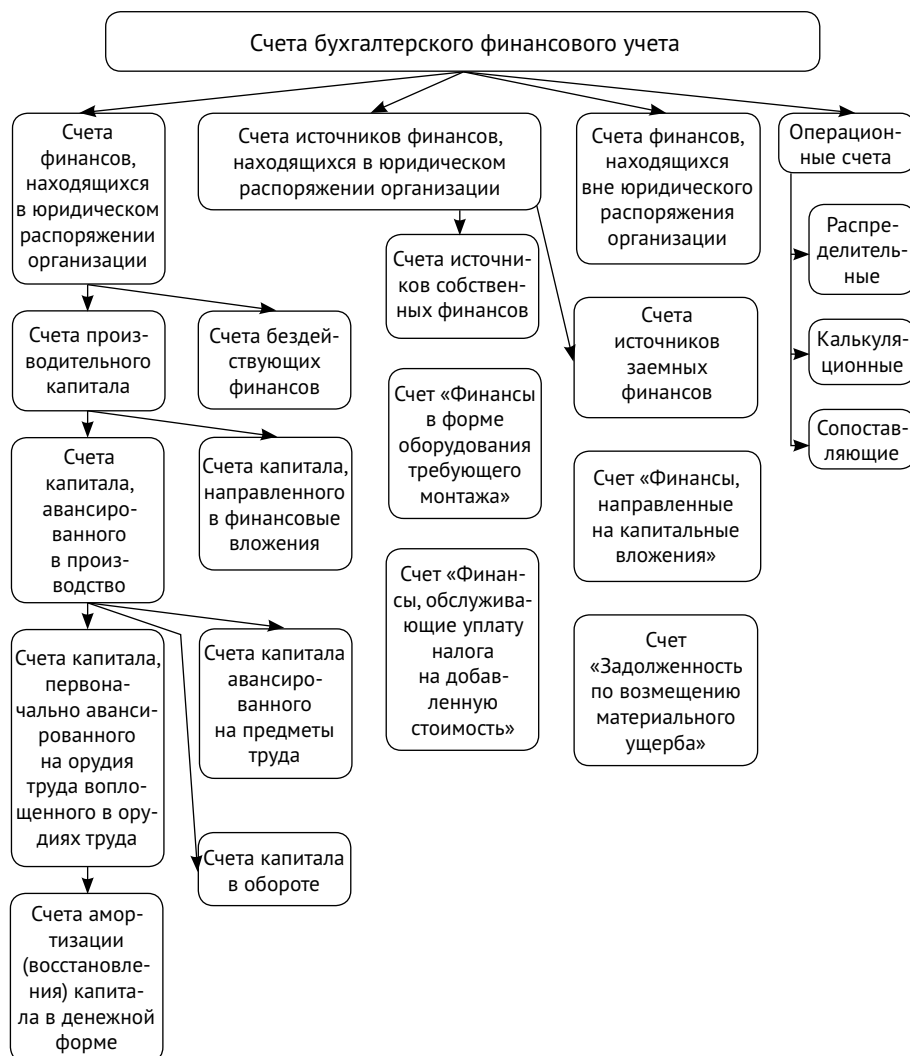 Счета бухгалтерского финансового учета
Счета
финансов,
находящихся
в юридическом
распоряжении
организации
Счета источников финансов,
находящихся в юридическом
распоряжении организации
Счета финансов,
находящихся
вне юридического
распоряжения
организации
Операцион-
ные счета
Распреде-
делитель-
ные
Калькуля-
ционные
Сопостав-
ляющие
Счета источни-
ков собствен-
ных финансов
Счета
источников
заемных
финансов
Счета произ-
водительного
капитала
Счета бездей-
ствующих
финансов
Счет «Финансы
в форме
оборудования
требующего
монтажа»
Счета
капитала,
авансиро-
ванного
в произ-
водство
Счета капитала,
направленного
в финансовые
вложения
Счет «Финансы,
направленные
на капитальные
вложения»
Счет «Финан-
сы, обслужива-
ющие уплату
налога
на добав-
ленную
стоимость»
Счета капитала,
первона-
чально аванси-
рованного
на орудия
труда вопло-
щенного в ору-
диях труда
Счета капитала
авансиро-
ванного
на предметы
труда
Счет
«Задолженность
по возмещению
материального
ущерба»
Счета капитала
в обороте
Счета амор-
тизации
(восстановле-
ния) капита-
ла в денежной
форме